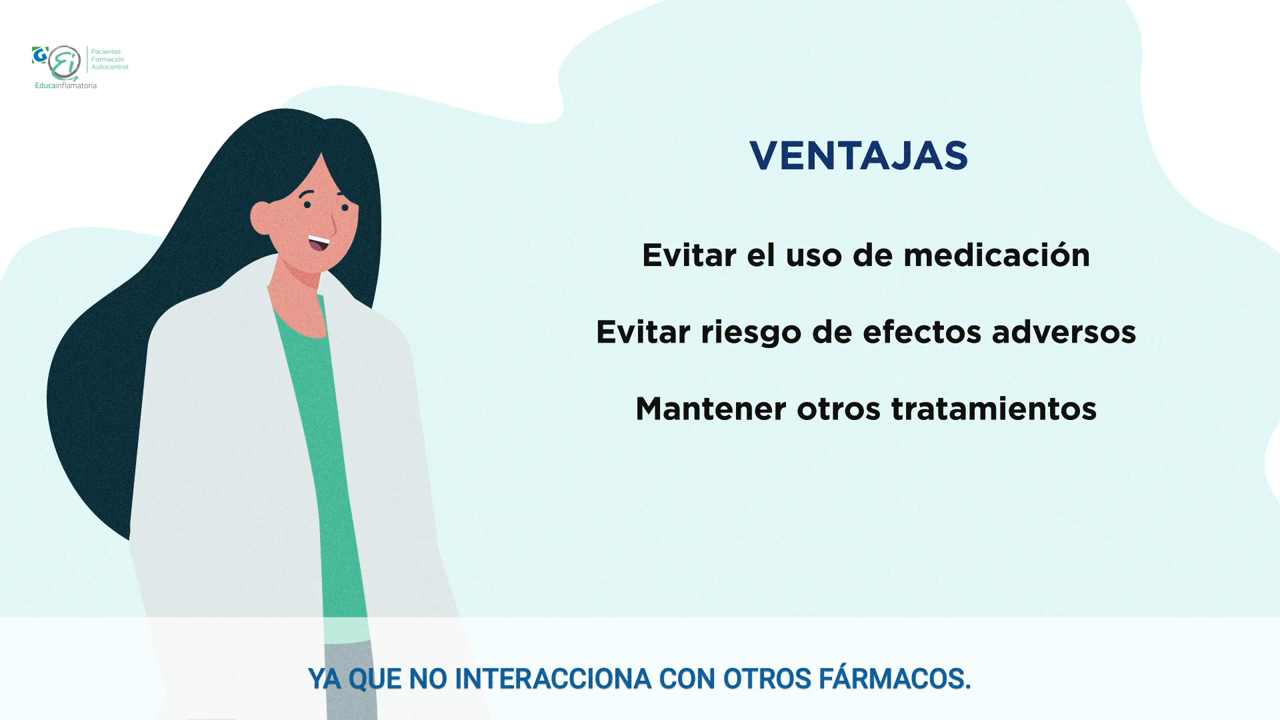 G Ei
Pacientes
Formación
Autocontrol
Educainflamatoria
VENTAJAS
Evitar el uso de medicación
Evitar riesgo de efectos adversos
Mantener otros tratamientos
YA QUE NO INTERACCIONA CON OTROS FÁRMACOS.